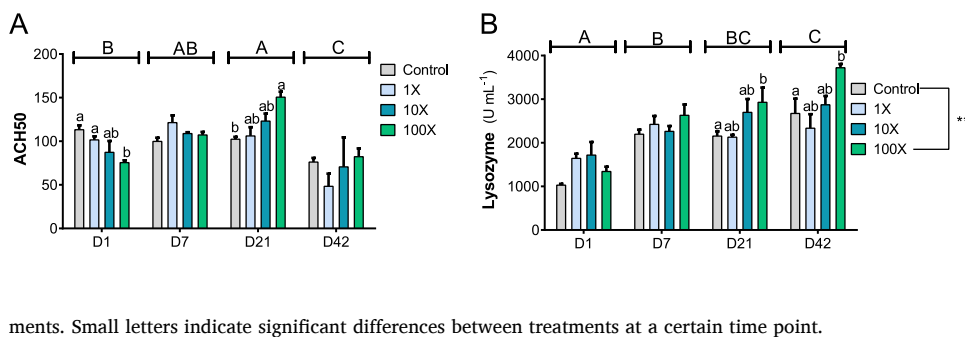 A
B
AB
A
C
200
150
100
50
0
ACH50
a
a
ab
b
b
ab
ab
a
D1
D7
D21
D42
Control
1X
10X
100X
B
A
B
BC
C
4000
3000
2000
1000
0
Lysozyme (U mL-1)
a
ab
ab
b
a
ab
ab
b
D1
D7
D21
D42
Control
1X
10X
100X
ments. Small letters indicate significant differences between treatments at a certain time point.